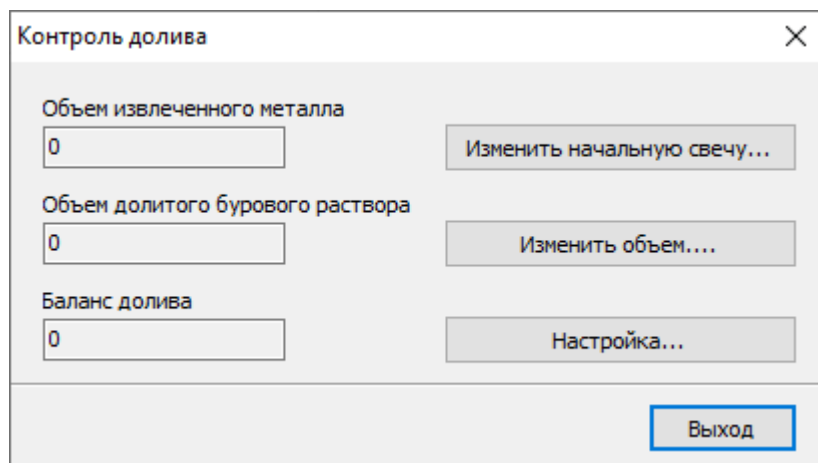 Контроль долива
Объем извлеченного металла
0
Изменить начальную свечу...
Объем долитого бурового раствора
0
Изменить объем....
Баланс долива
0
Настройка...
Выход